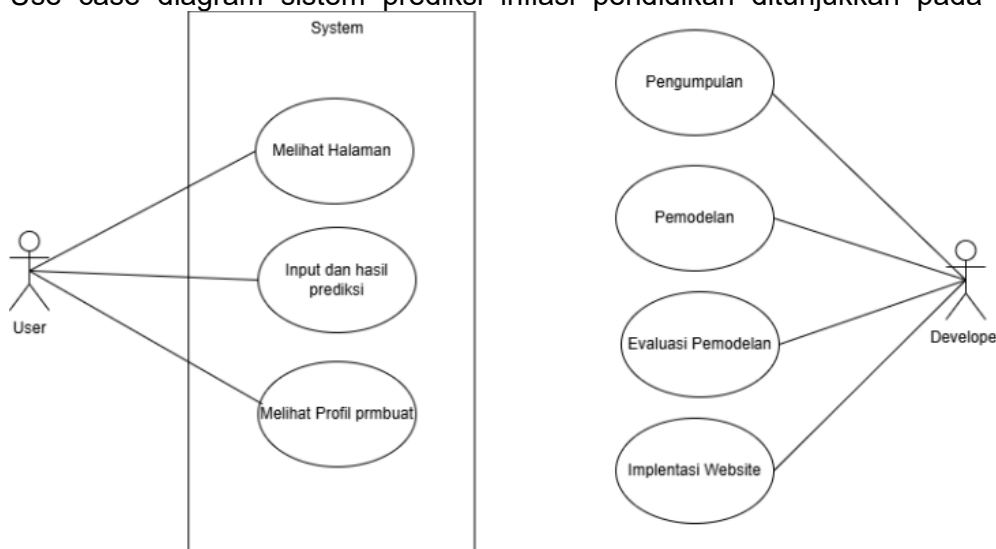 Use case diagram sistem prediksi inflasi pendidikan ditunjukkan pada
System
Melihat Halaman
Input dan hasil
prediksi
Melihat Profil prmbuat
User
Pengumpulan
Pemodelan
Evaluasi Pemodelan
Implentasi Website
Develope